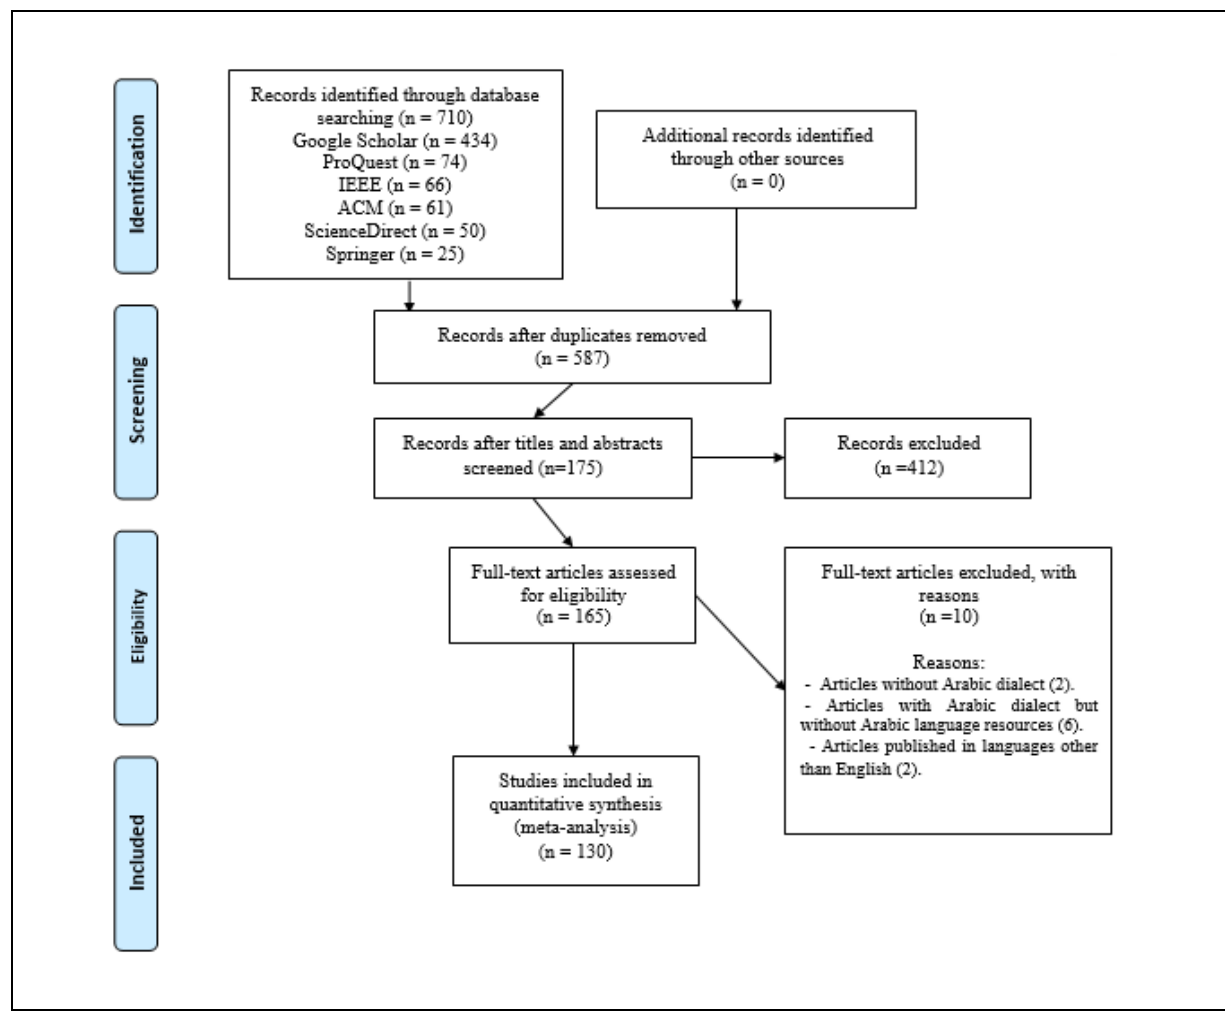 Identification
Records identified through database
searching (n = 710)
Google Scholar (n = 434)
ProQuest (n = 74)
IEEE (n = 66)
ACM (n = 61)
ScienceDirect (n = 50)
Springer (n = 25)
Additional records identified
through other sources
(n = 0)
Screening
Records after duplicates removed
(n = 587)
Records after titles and abstracts
screened (n=175)
Records excluded
(n =412)
Eligibility
Full-text articles assessed
for eligibility
(n = 165)
Full-text articles excluded, with
reasons
(n =10)
Reasons:
- Articles without Arabic dialect (2).
- Articles with Arabic dialect but
without Arabic language resources (6).
- Articles published in languages other
than English (2).
Included
Studies included in
quantitative synthesis
(meta-analysis)
(n = 130)